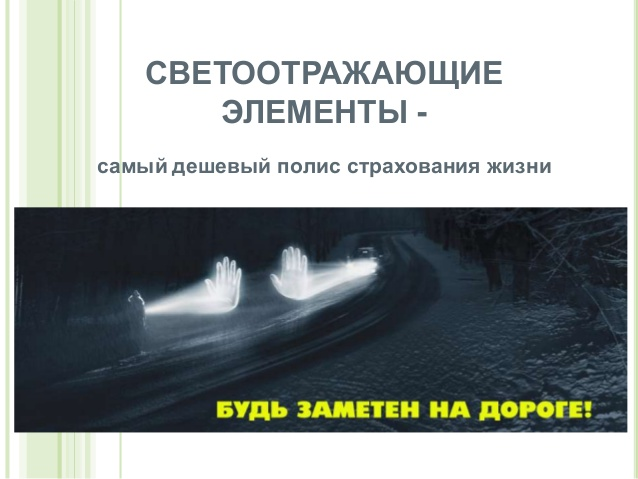 СВЕТООТРАЖАЮЩИЕ
ЭЛЕМЕНТЫ -
самый дешевый полис страхования жизни
БУДЬ ЗАМЕТЕН НА ДОРОГЕ!